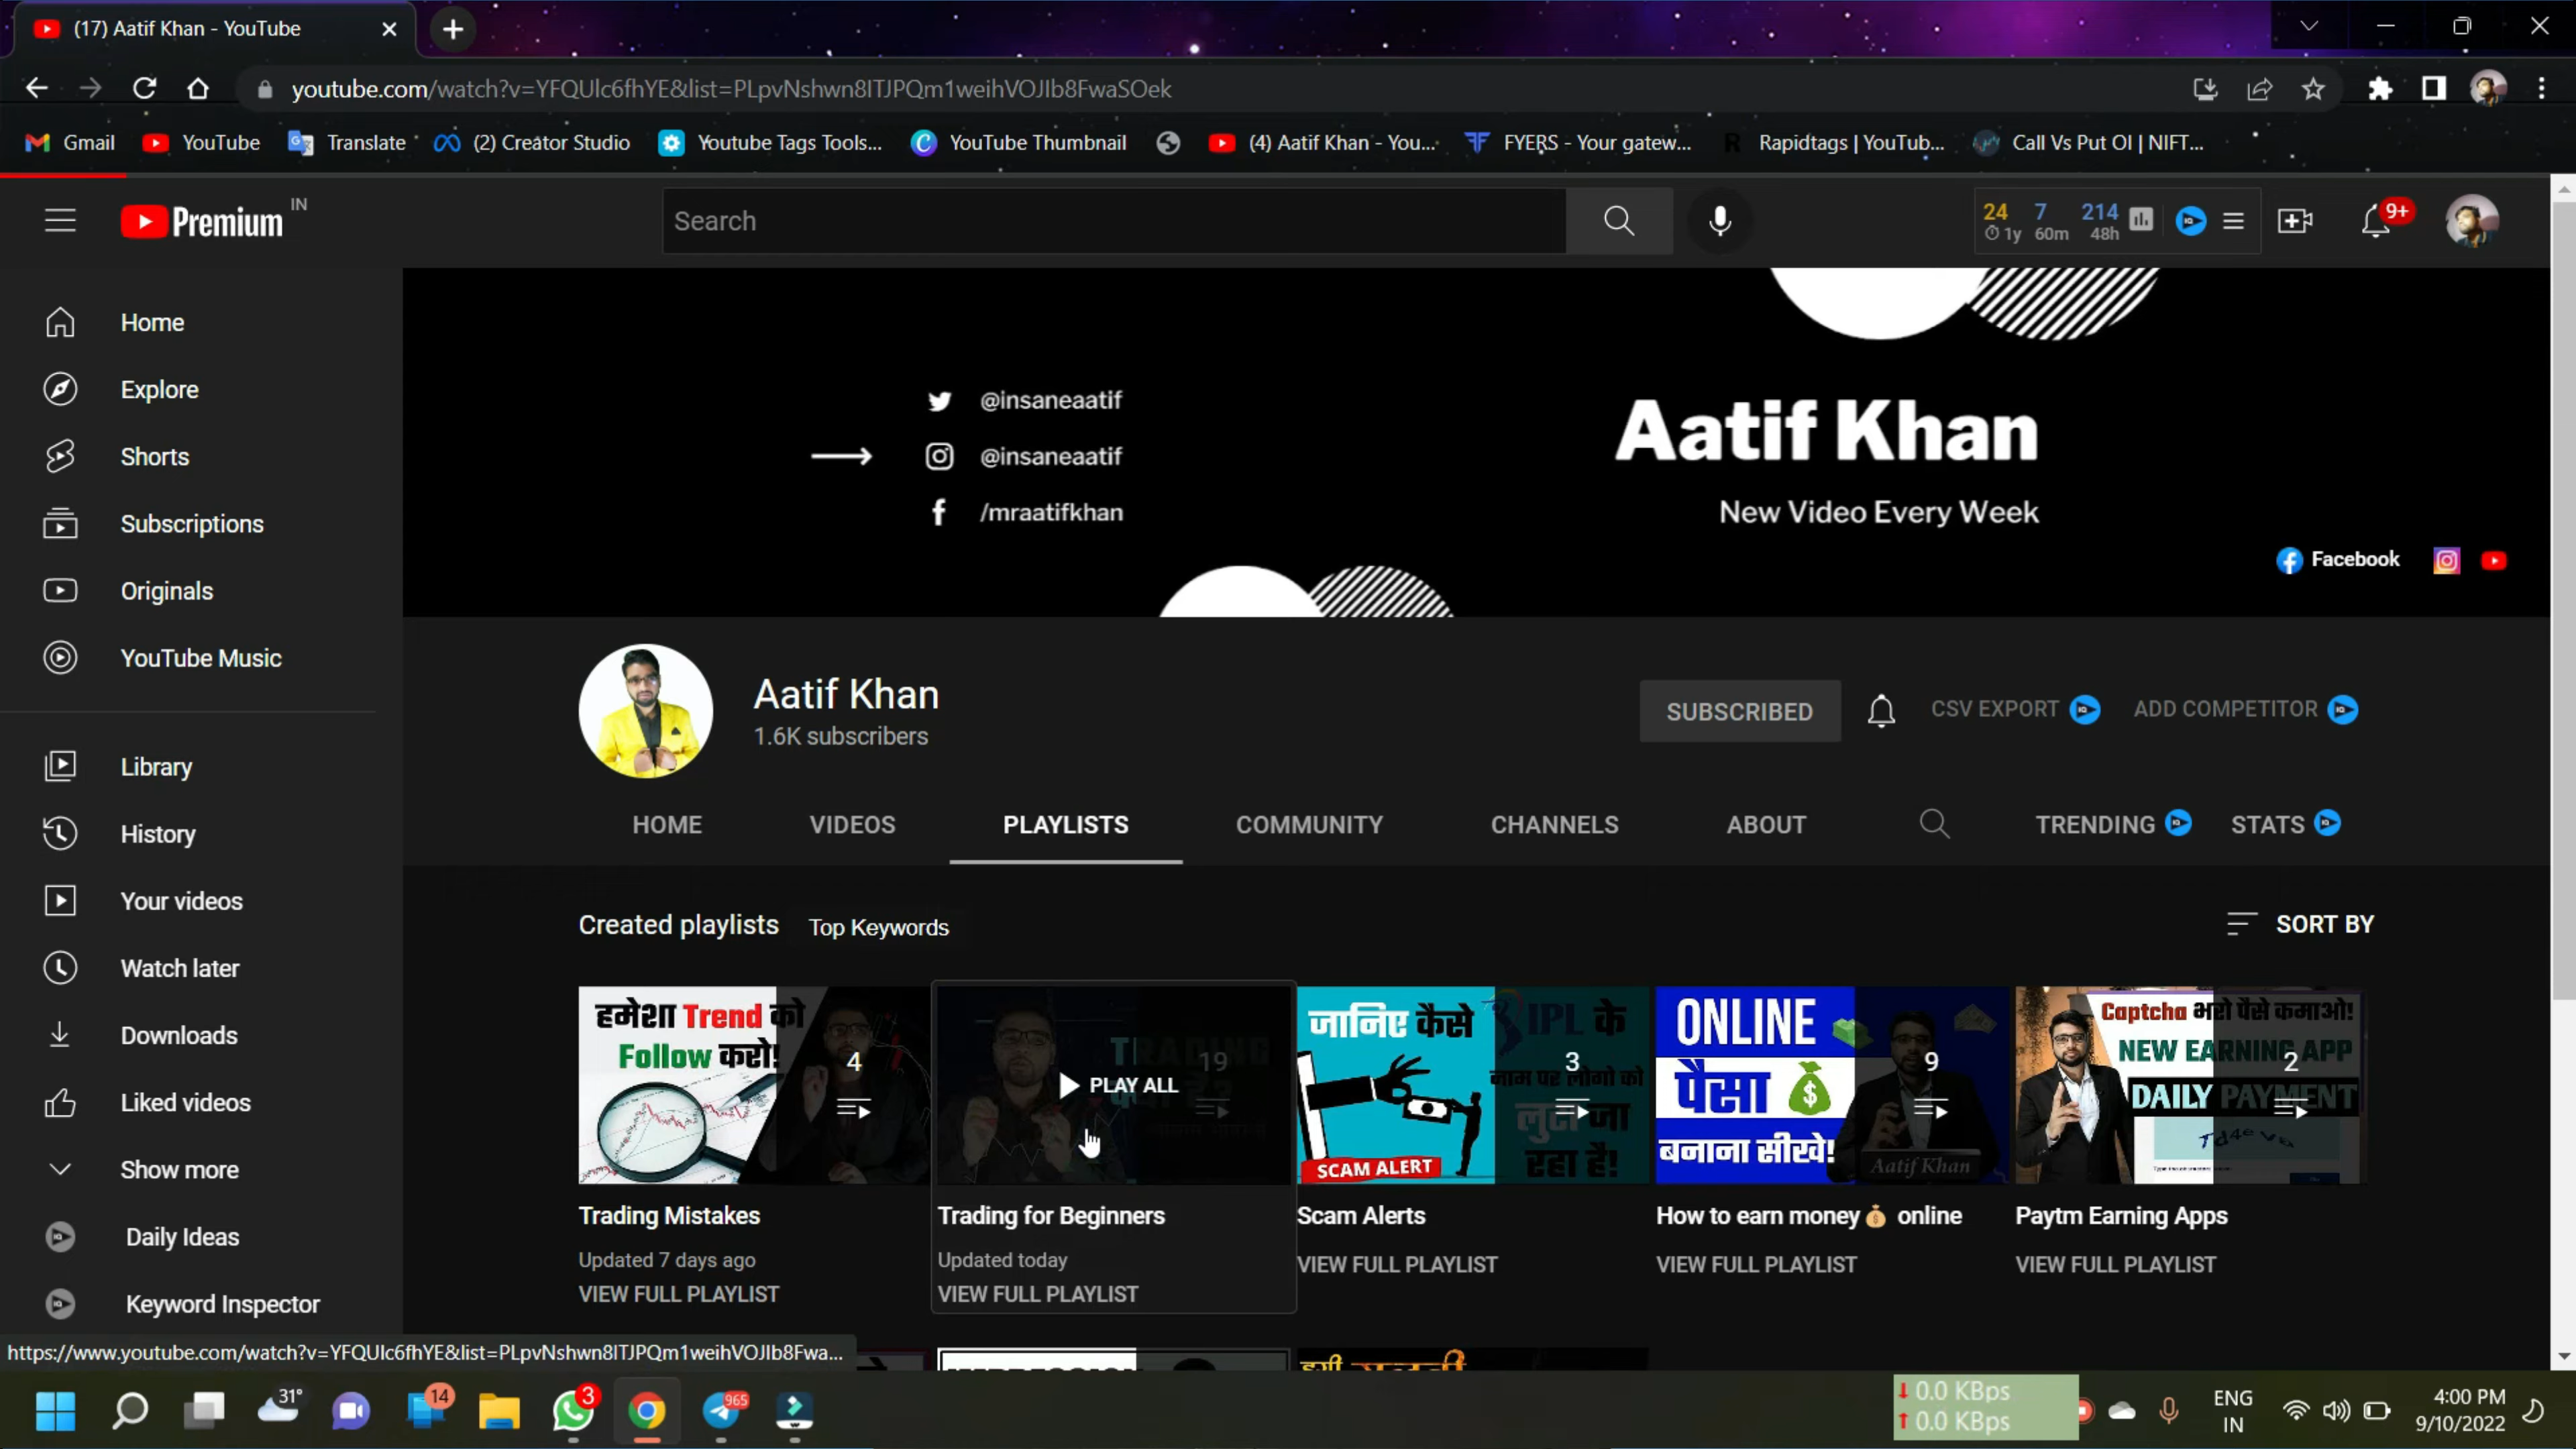 (17) Aatif Khan - YouTube
youtube.com/watch?v=YFQUlc6fhYE&list=PLpvNshwn8ITJPQm1weihVOJIb8FwaSOek
Gmail YouTube Translate (2) Creator Studio Youtube Tags Tools... YouTube Thumbnail (4) Aatif Khan - You... FYERS - Your gatew... Rapidtags | YouTub... Call Vs Put OI | NIFT...
Premium IN Search 24 7 214 9+
1y 60m 48h
Home
Explore
Shorts
Subscriptions
Originals
YouTube Music
Library
History
Your videos
Watch later
Downloads
Liked videos
Show more
Daily Ideas
Keyword Inspector
@insaneaatif
@insaneaatif
/mraatifkhan
Aatif Khan
New Video Every Week
Facebook
Aatif Khan
1.6K subscribers
SUBSCRIBED CSV EXPORT ADD COMPETITOR
HOME VIDEOS PLAYLISTS COMMUNITY CHANNELS ABOUT TRENDING STATS
Created playlists Top Keywords SORT BY
हमेशा Trend को
Follow करो!
4
Trading Mistakes
Updated 7 days ago
VIEW FULL PLAYLIST
TRADING
19
PLAY ALL
Trading for Beginners
Updated today
VIEW FULL PLAYLIST
जानिए कैसे
IPL के
3
नाम पर लोगो को
लुटा जा
रहा है!
SCAM ALERT
Scam Alerts
VIEW FULL PLAYLIST
ONLINE
पैसा
बनाना सीखे!
9
Aatif Khan
How to earn money💰 online
VIEW FULL PLAYLIST
Captcha भरो पैसे कमाओ!
NEW EARNING APP
2
DAILY PAYMENT
Paytm Earning Apps
VIEW FULL PLAYLIST
https://www.youtube.com/watch?v=YFQUlc6fhYE&list=PLpvNshwn8ITJPQm1weihVOJIb8Fwa...
31° 14 3 965
0.0 KBps
0.0 KBps
ENG
IN
4:00 PM
9/10/2022